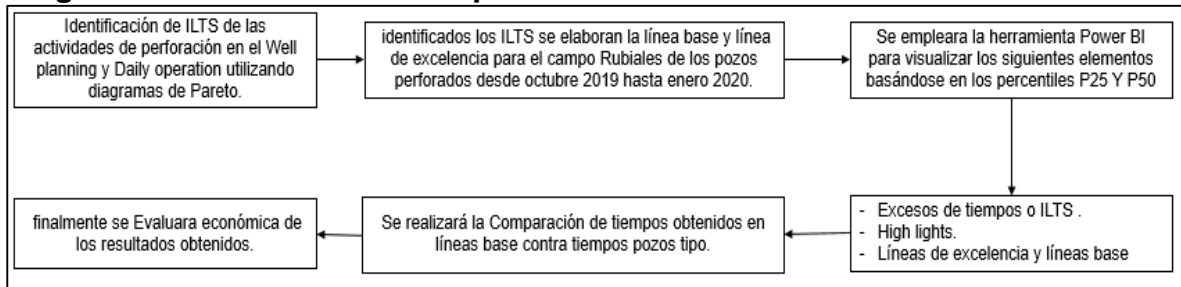 Identificación de ILTS de las
actividades de perforación en el Well
planning y Daily operation utilizando
diagramas de Pareto.
identificados los ILTS se elaboran la línea base y línea
de excelencia para el campo Rubiales de los pozos
perforados desde octubre 2019 hasta enero 2020.
Se empleara la herramienta Power BI
para visualizar los siguientes elementos
basándose en los percentiles P25 Y P50
- Excesos de tiempos o ILTS .
- High lights.
- Líneas de excelencia y líneas base
Se realizará la Comparación de tiempos obtenidos en
líneas base contra tiempos pozos tipo.
finalmente se Evaluara económica de
los resultados obtenidos.